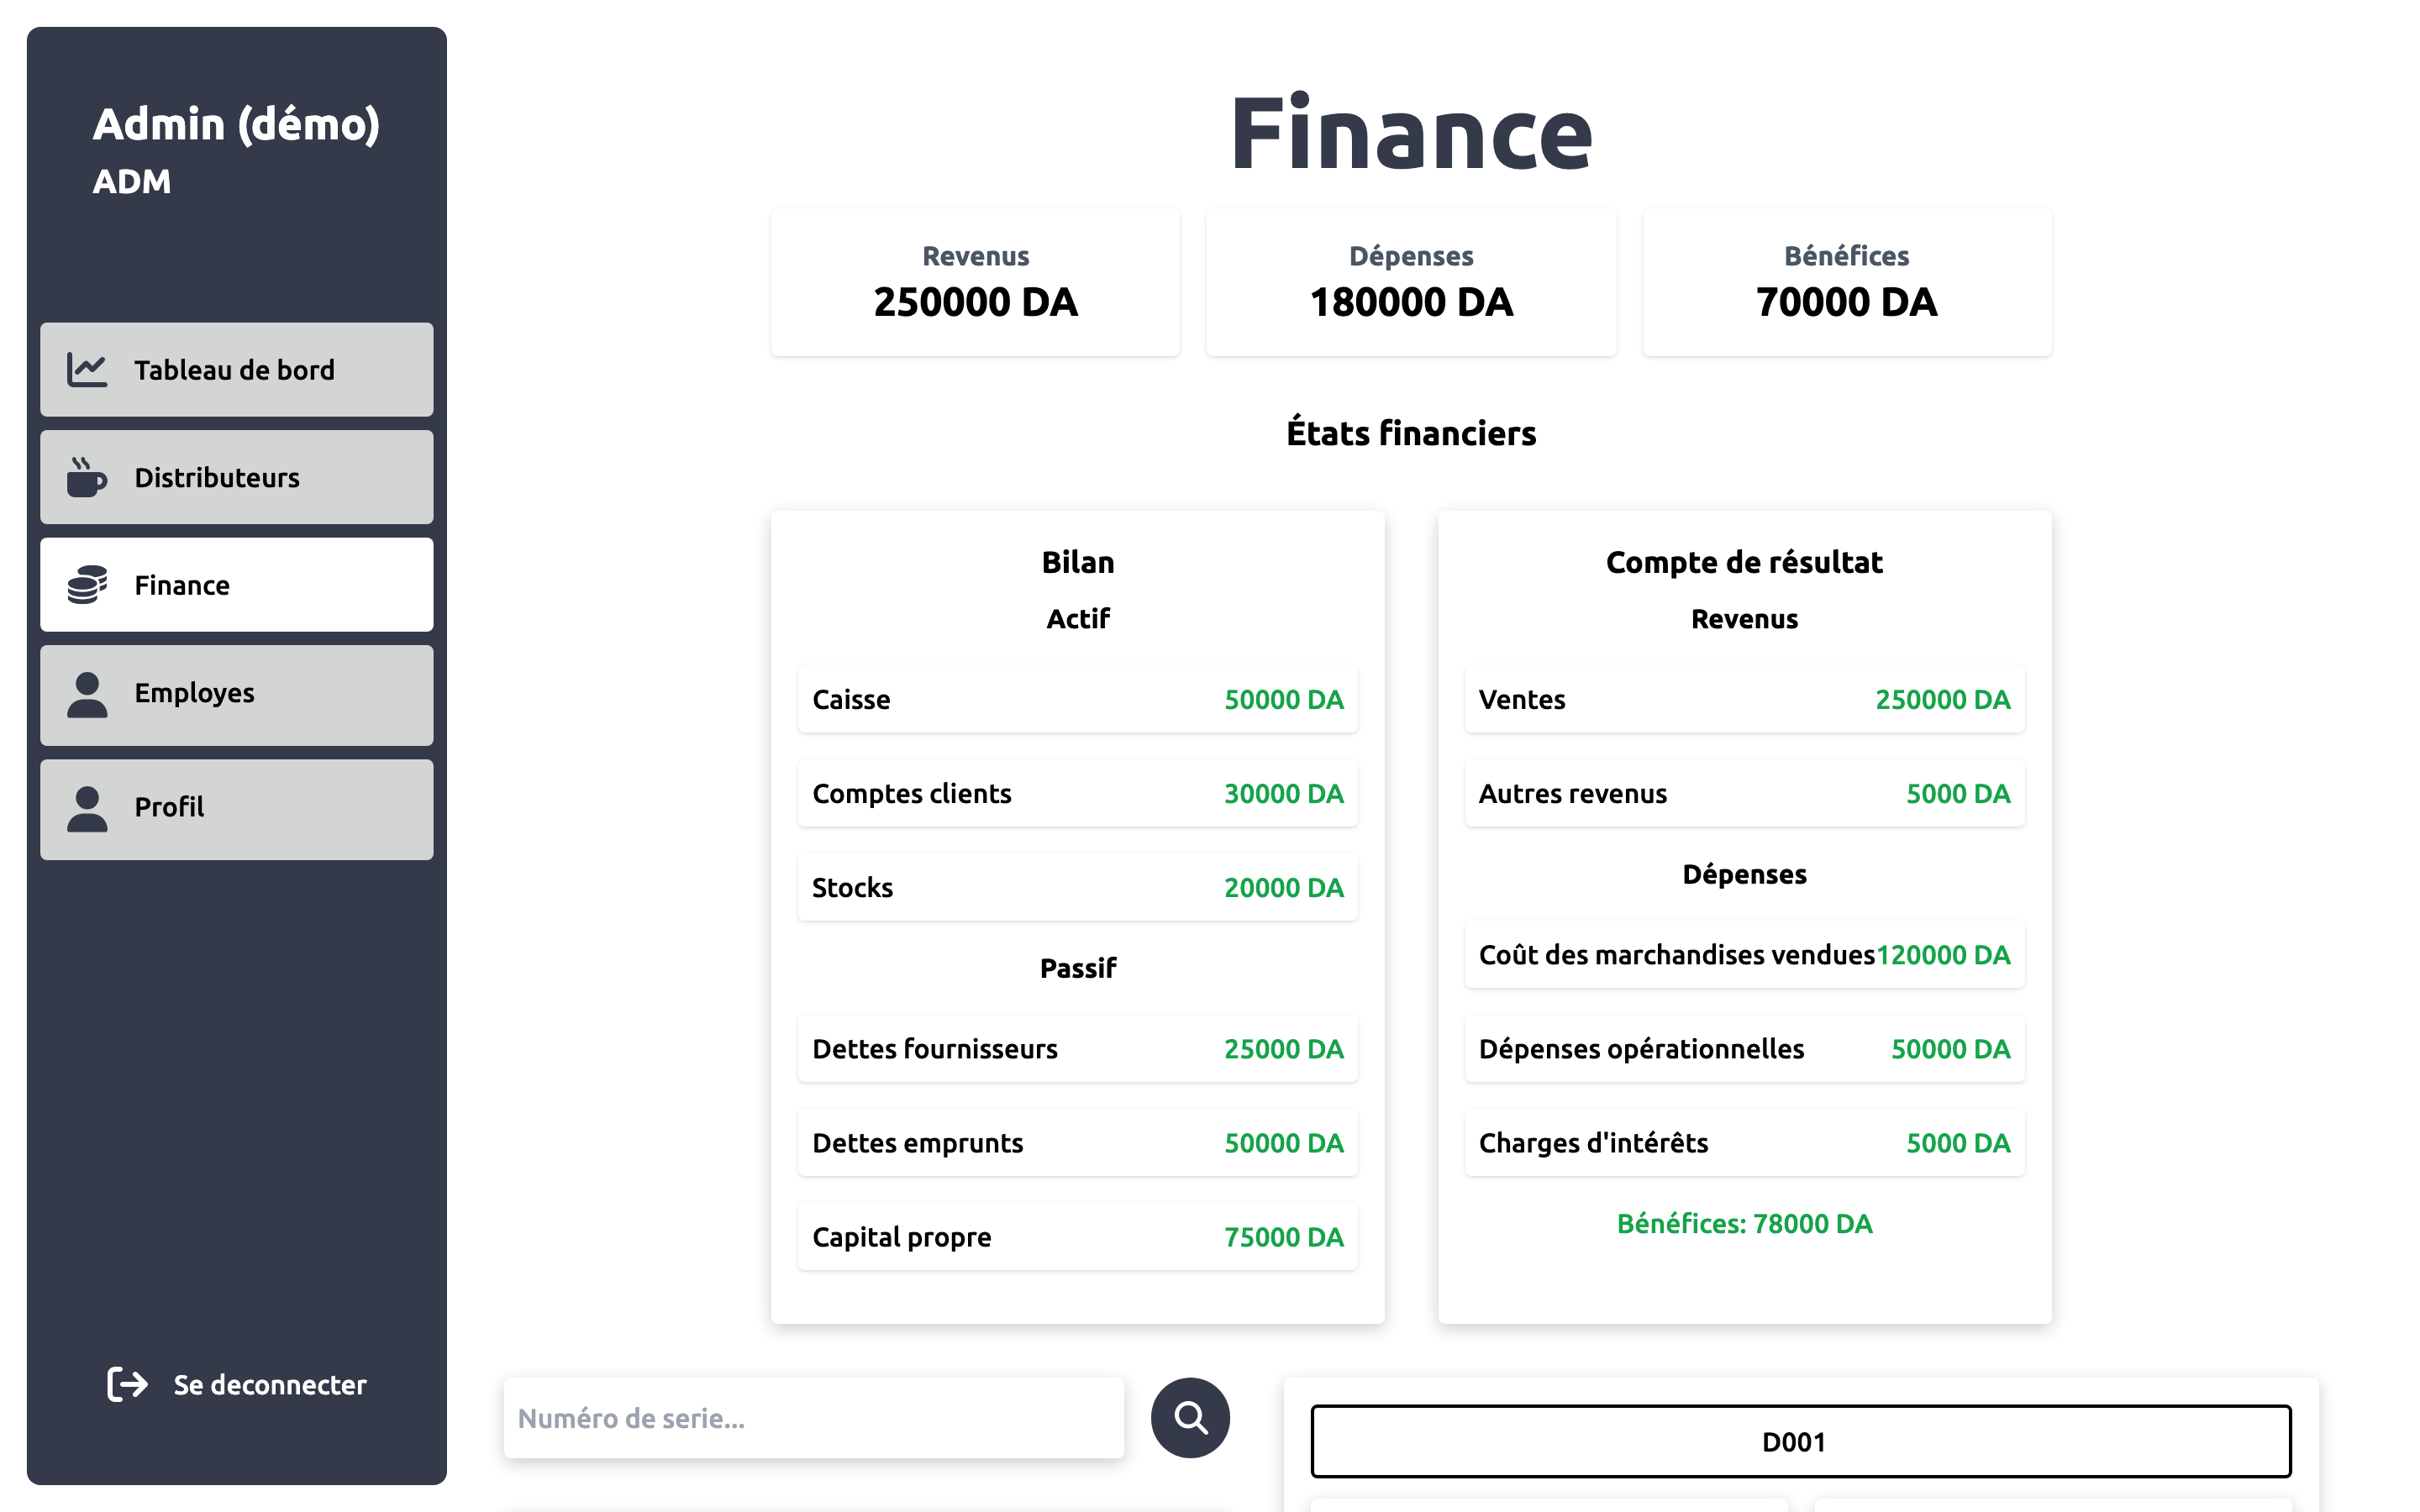 Admin (démo)
ADM
Tableau de bord
Distributeurs
Finance
Employes
Profil
Se deconnecter
Finance
Revenus
250000 DA
Dépenses
180000 DA
Bénéfices
70000 DA
États financiers
Bilan
Actif
Caisse 50000 DA
Comptes clients 30000 DA
Stocks 20000 DA
Passif
Dettes fournisseurs 25000 DA
Dettes emprunts 50000 DA
Capital propre 75000 DA
Compte de résultat
Revenus
Ventes 250000 DA
Autres revenus 5000 DA
Dépenses
Coût des marchandises vendues 120000 DA
Dépenses opérationnelles 50000 DA
Charges d'intérêts 5000 DA
Bénéfices: 78000 DA
Numéro de serie...
D001